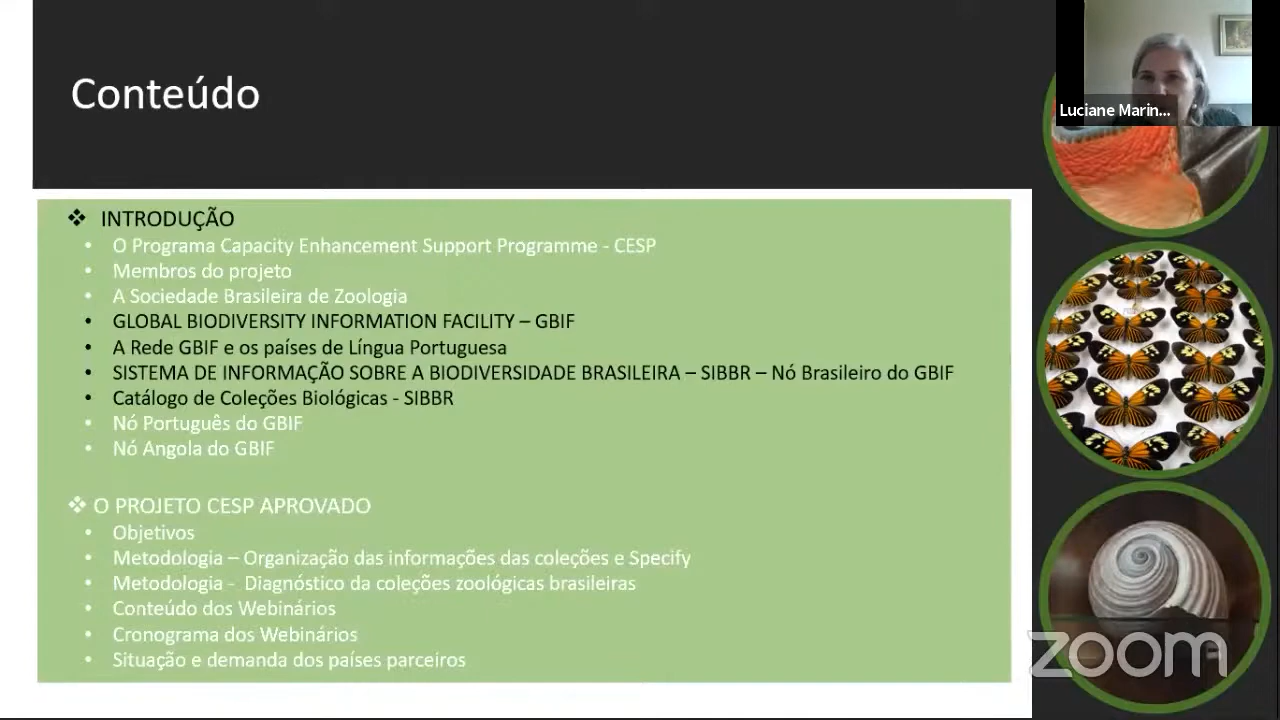 Conteúdo
Luciane Marin...
❖ INTRODUÇÃO
• O Programa Capacity Enhancement Support Programme - CESP
• Membros do projeto
• A Sociedade Brasileira de Zoologia
• GLOBAL BIODIVERSITY INFORMATION FACILITY – GBIF
• A Rede GBIF e os países de Língua Portuguesa
• SISTEMA DE INFORMAÇÃO SOBRE A BIODIVERSIDADE BRASILEIRA – SIBBR – Nó Brasileiro do GBIF
• Catálogo de Coleções Biológicas - SIBBR
• Nó Português do GBIF
• Nó Angola do GBIF
❖ O PROJETO CESP APROVADO
• Objetivos
• Metodologia – Organização das informações das coleções e Specify
• Metodologia - Diagnóstico da coleções zoológicas brasileiras
• Conteúdo dos Webinários
• Cronograma dos Webinários
• Situação e demanda dos países parceiros
zoom